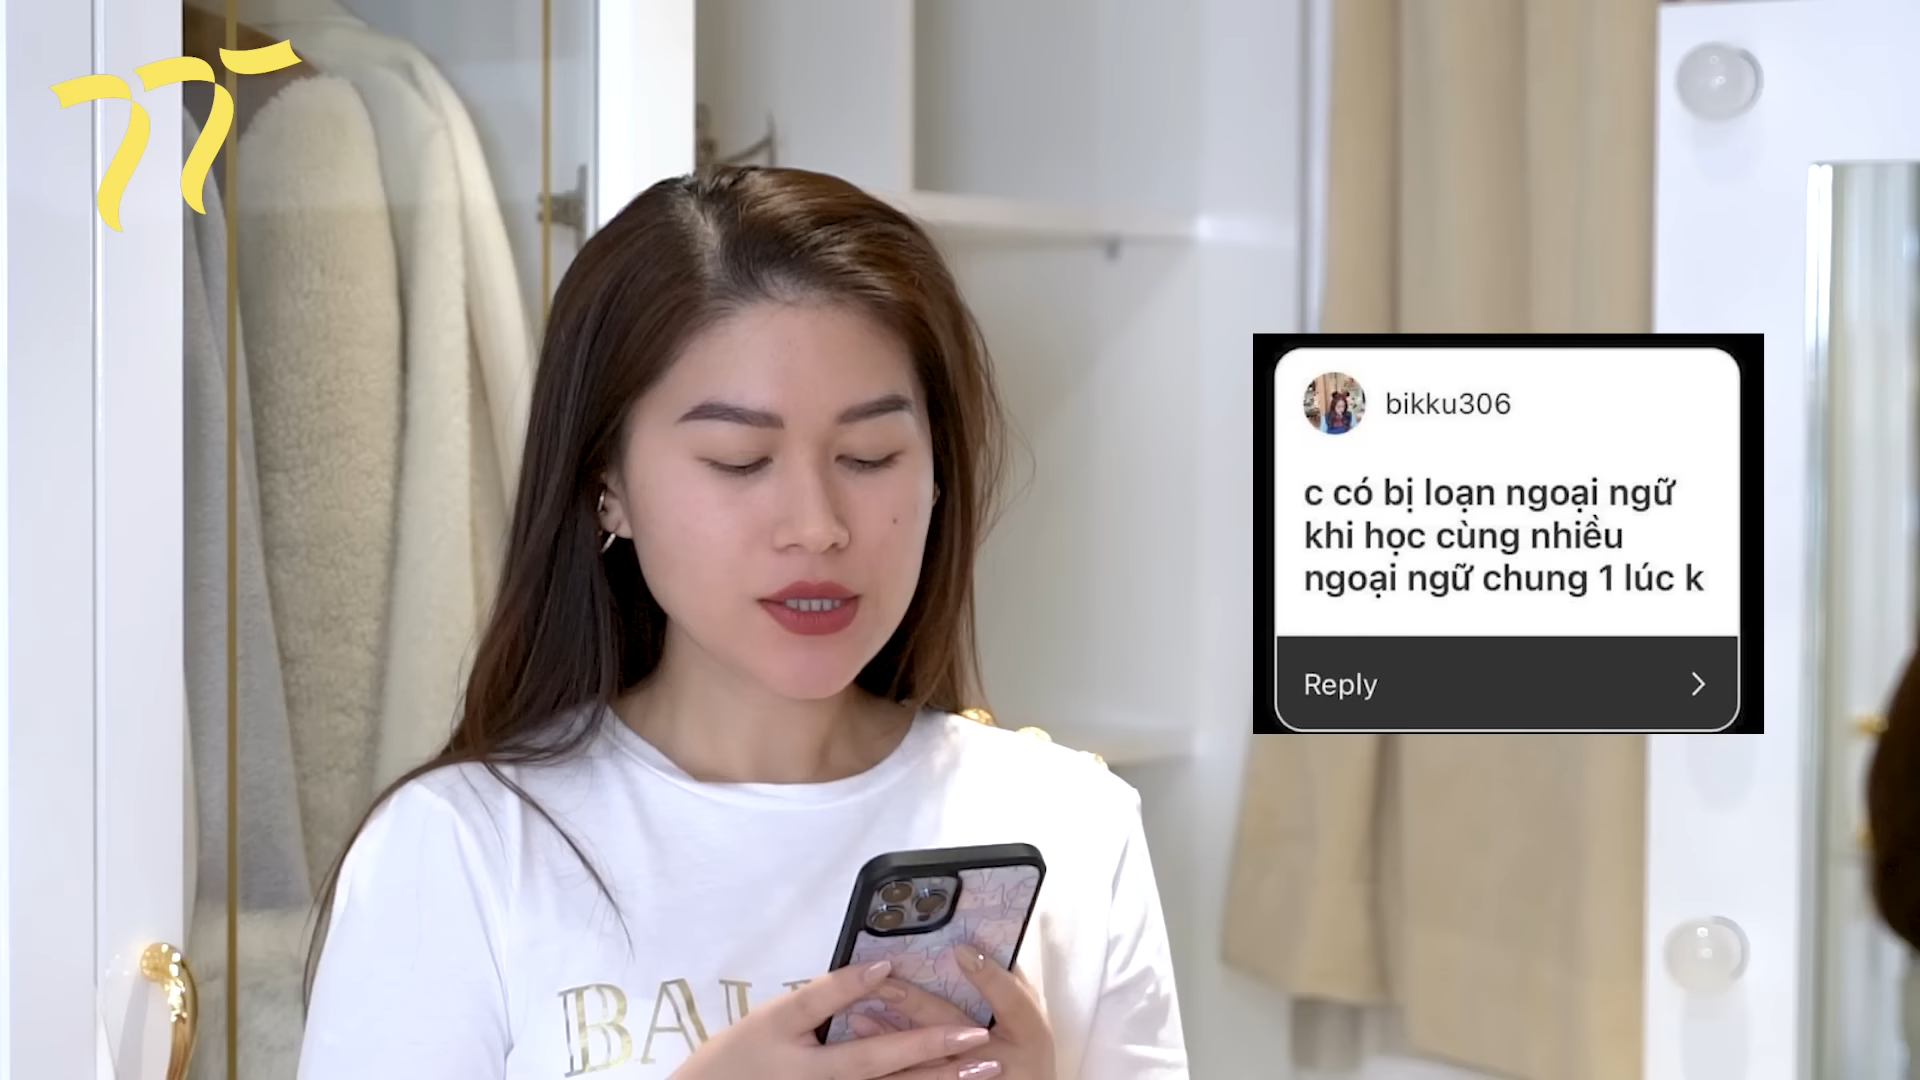 bikku306
c có bị loạn ngoại ngữ
khi học cùng nhiều
ngoại ngữ chung 1 lúc k
Reply